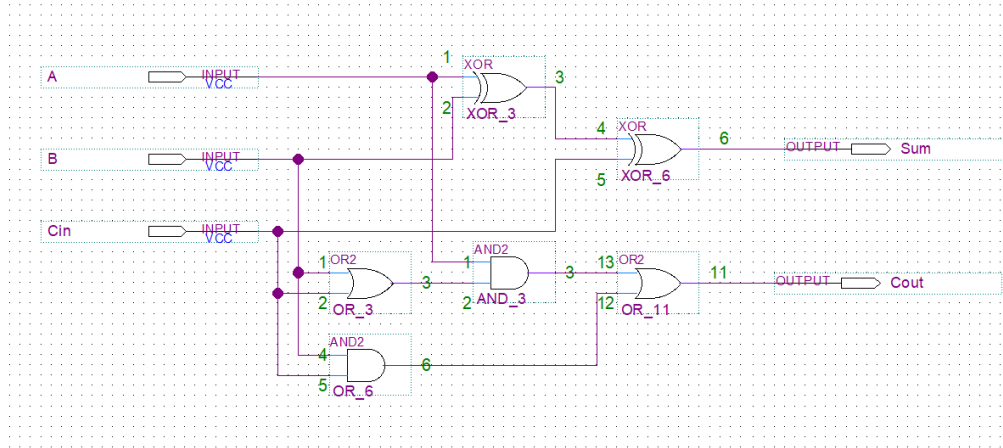 1
XOR
A
INPUT
VCC
3
2
XOR_3
4
XOR
6
B
INPUT
VCC
OUTPUT
Sum
5
XOR_6
Cin
INPUT
VCC
AND2
1
OR2
1
3
13
OR2
11
3
OUTPUT
Cout
2
OR_3
2
AND_3
12
OR_11
AND2
4
6
5
OR_6